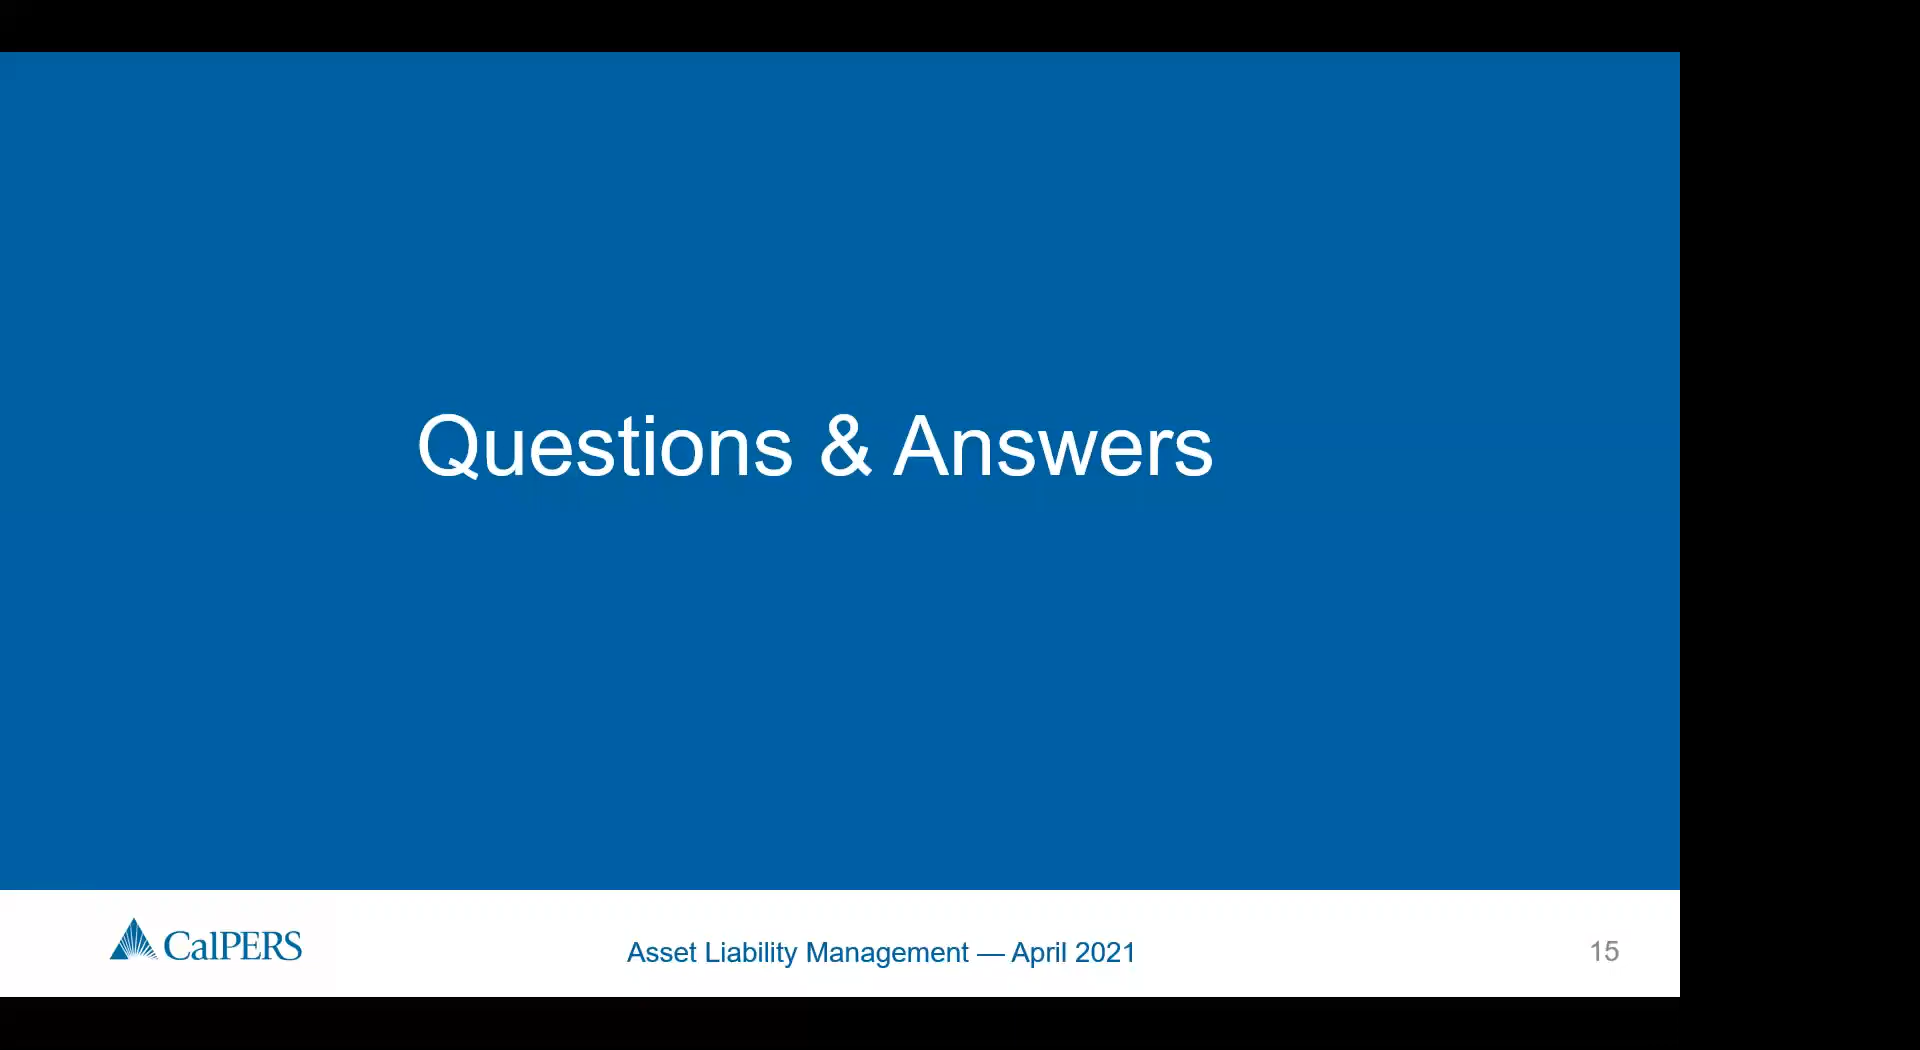 Questions & Answers
CalPERS
Asset Liability Management — April 2021
15